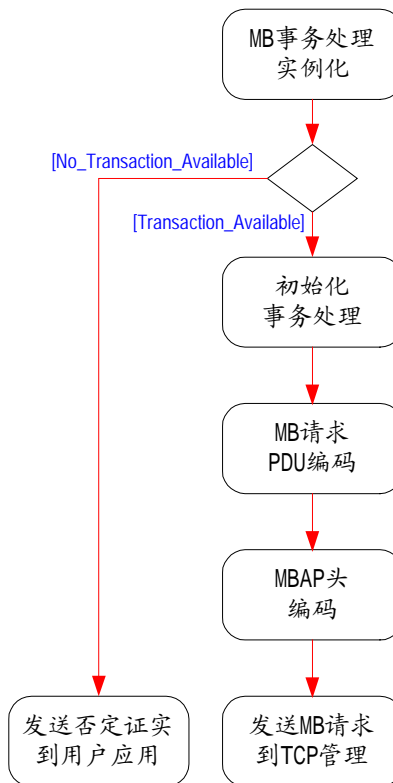 MB事务处理
实例化
[No_Transaction_Available]
[Transaction_Available]
初始化
事务处理
MB请求
PDU编码
MBAP头
编码
发送否定证实
到用户应用
发送MB请求
到TCP管理